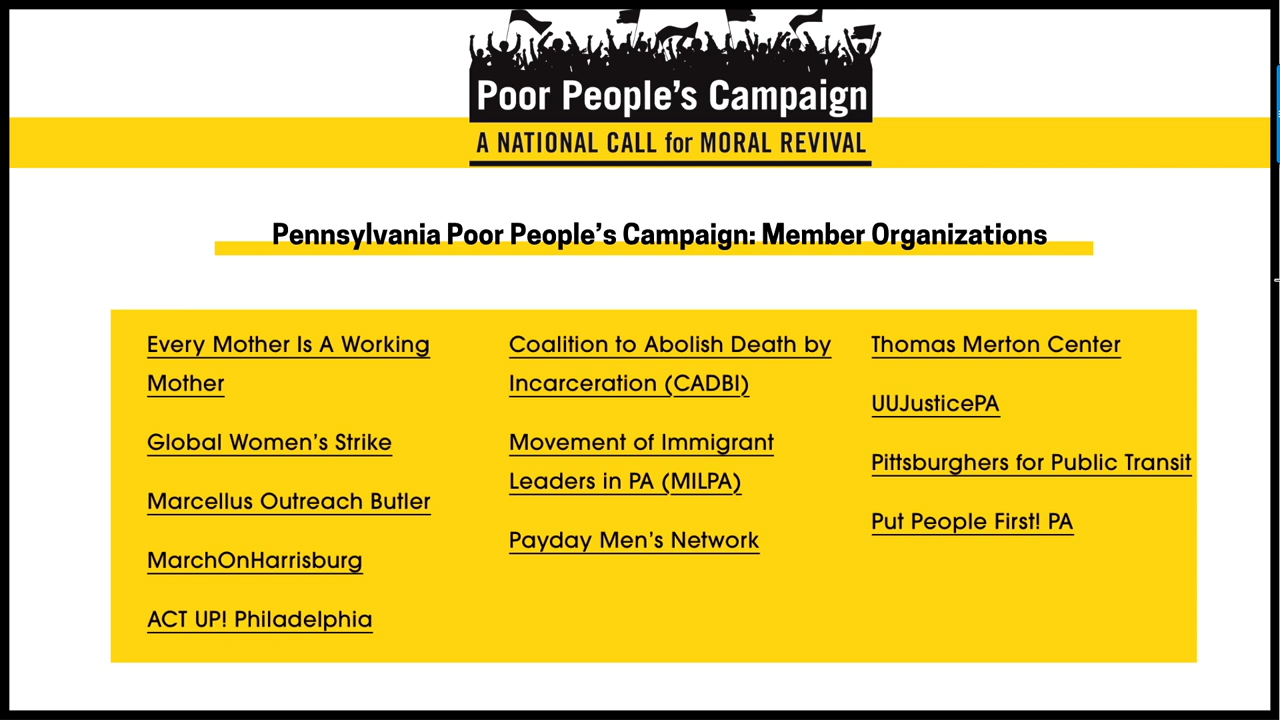 Poor People's Campaign
A NATIONAL CALL for MORAL REVIVAL
Pennsylvania Poor People's Campaign: Member Organizations
Every Mother Is A Working
Mother
Global Women's Strike
Marcellus Outreach Butler
MarchOnHarrisburg
ACT UP! Philadelphia
Coalition to Abolish Death by
Incarceration (CADBI)
Movement of Immigrant
Leaders in PA (MILPA)
Payday Men's Network
Thomas Merton Center
UUJusticePA
Pittsburghers for Public Transit
Put People First! PA